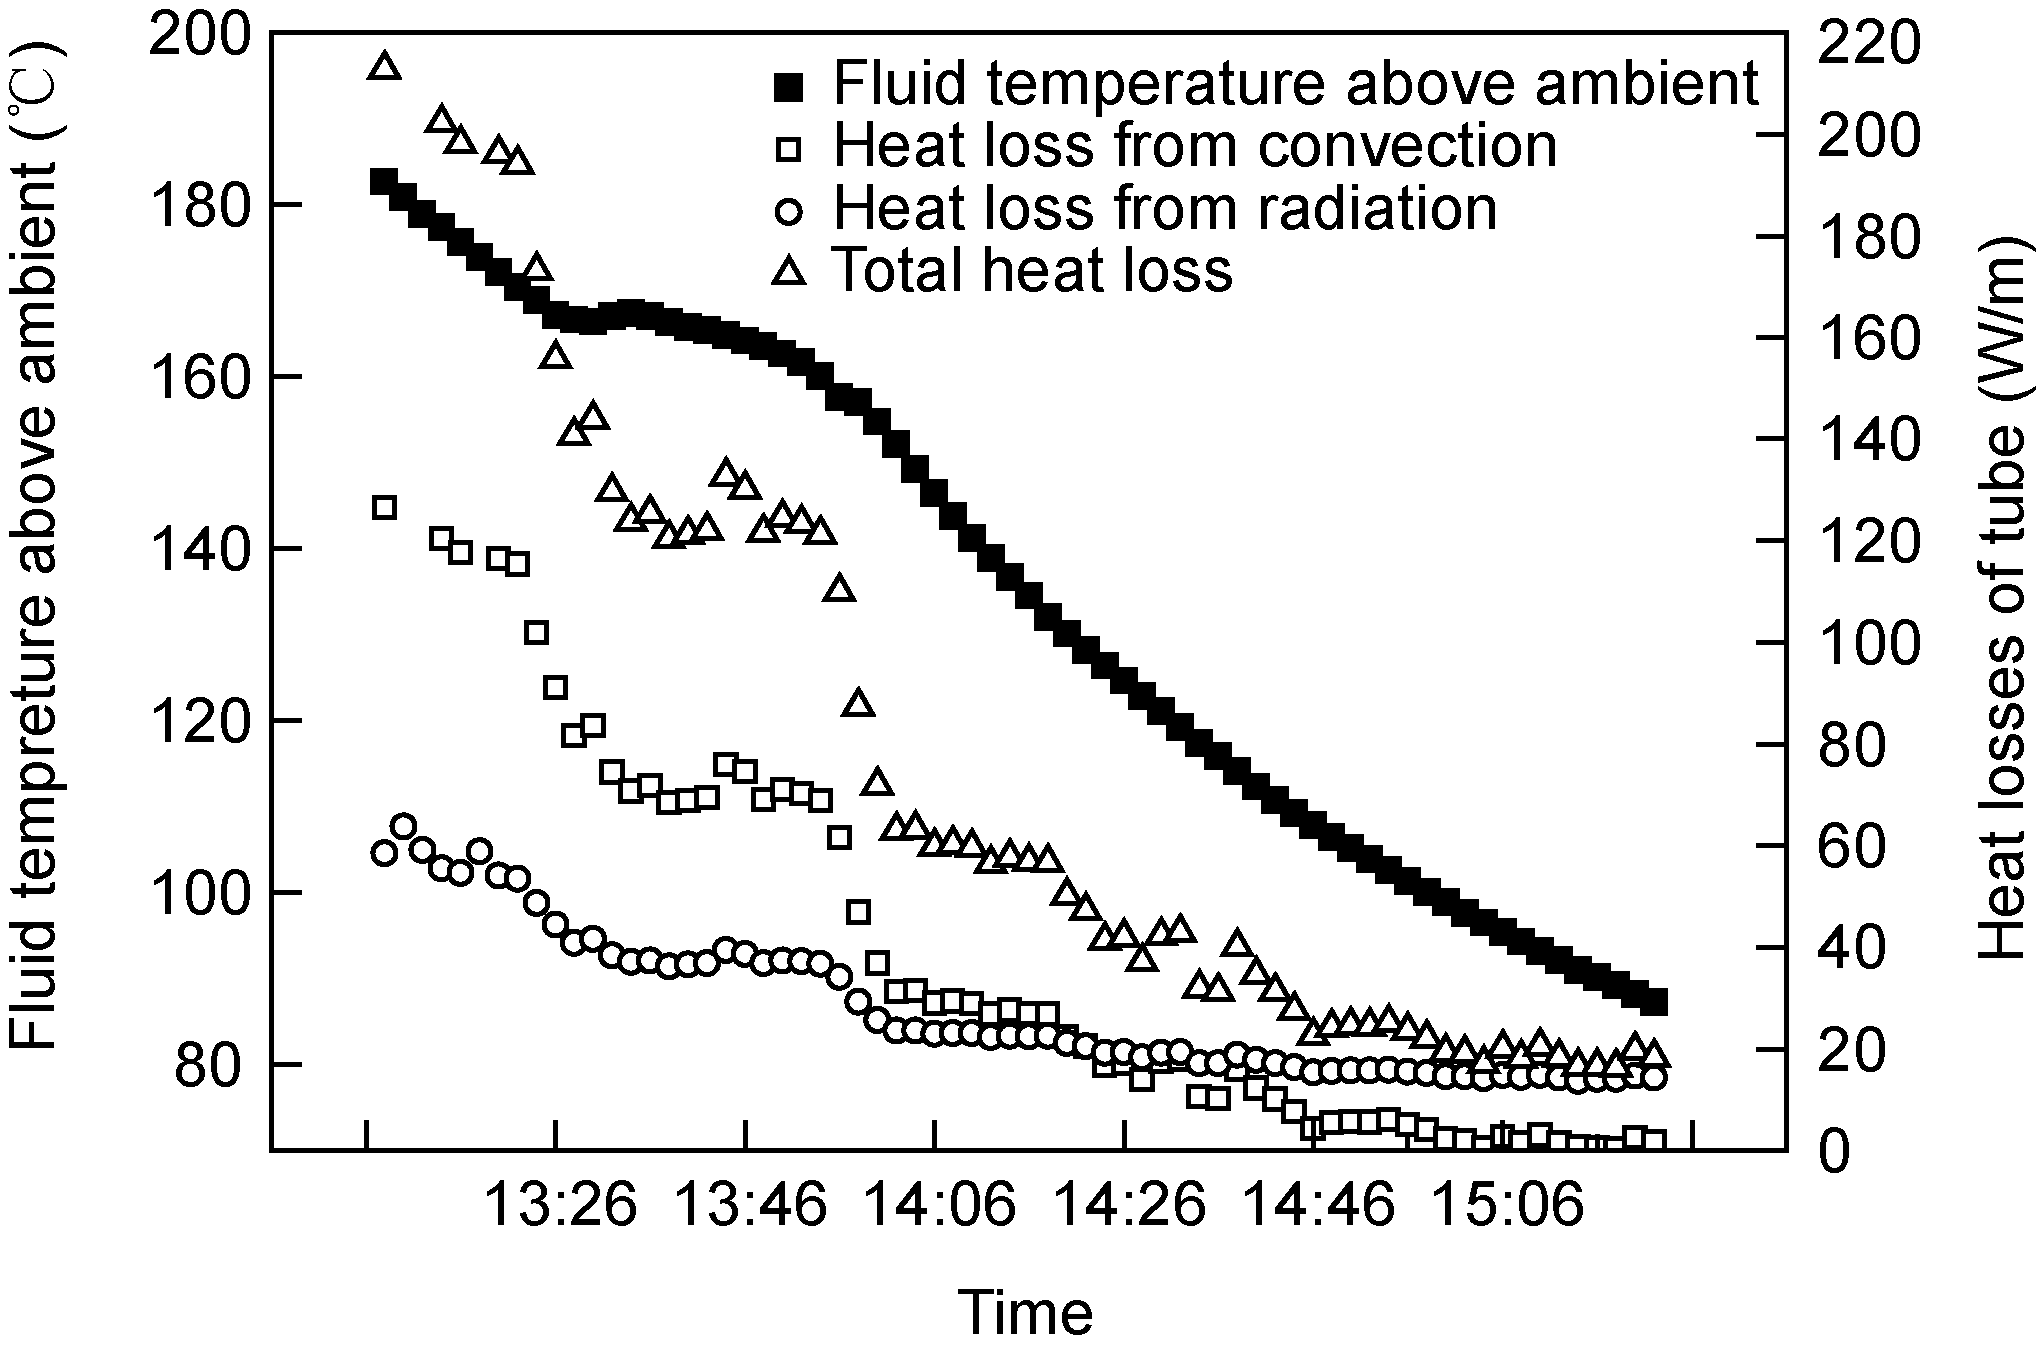 Fluid tempreture above ambient (℃)
200
180
160
140
120
100
80
Fluid temperature above ambient
Heat loss from convection
Heat loss from radiation
Total heat loss
220
200
180
160
140
120
100
80
60
40
20
0
Heat losses of tube (W/m)
13:26 13:46 14:06 14:26 14:46 15:06
Time